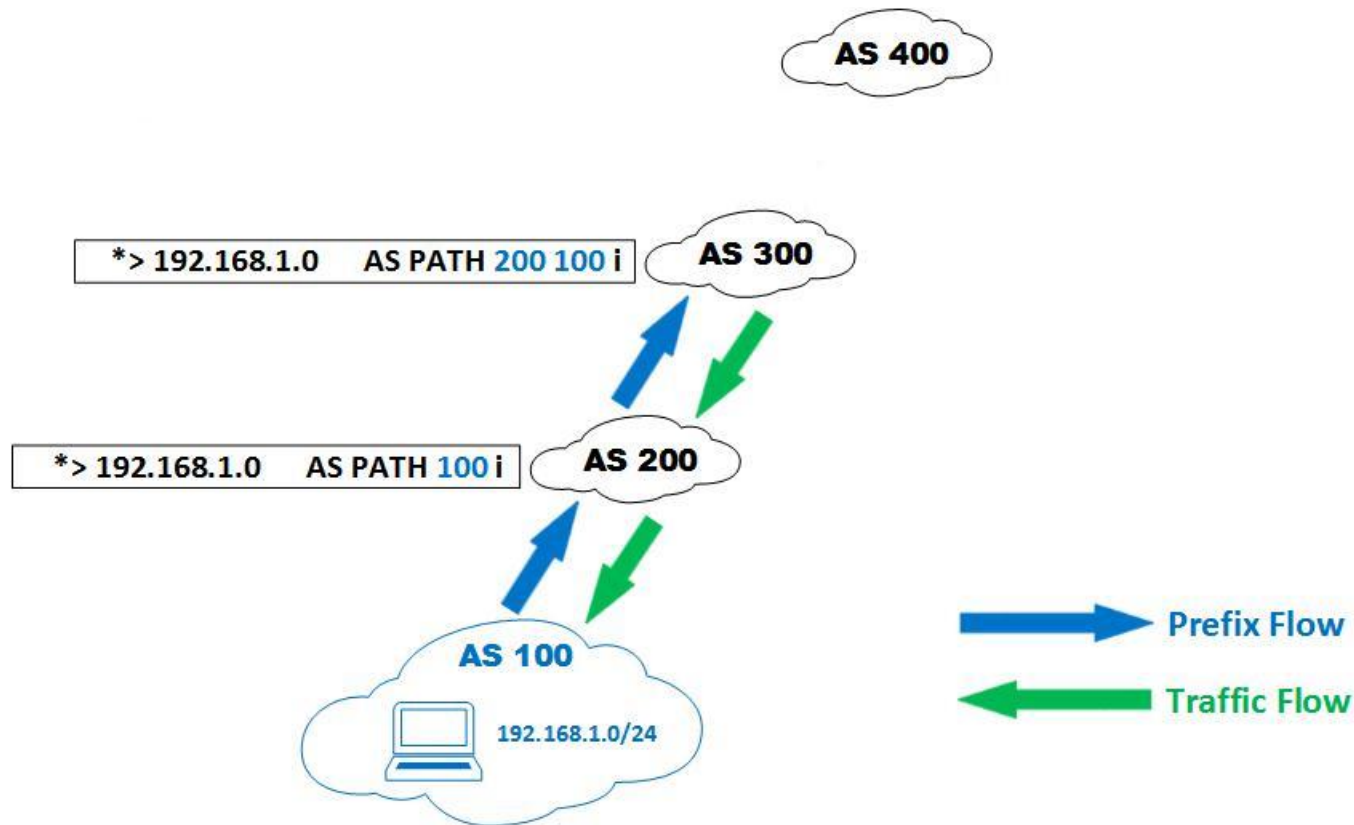 AS 400
*> 192.168.1.0 AS PATH 200 100 i
AS 300
*> 192.168.1.0 AS PATH 100 i
AS 200
AS 100
192.168.1.0/24
Prefix Flow
Traffic Flow